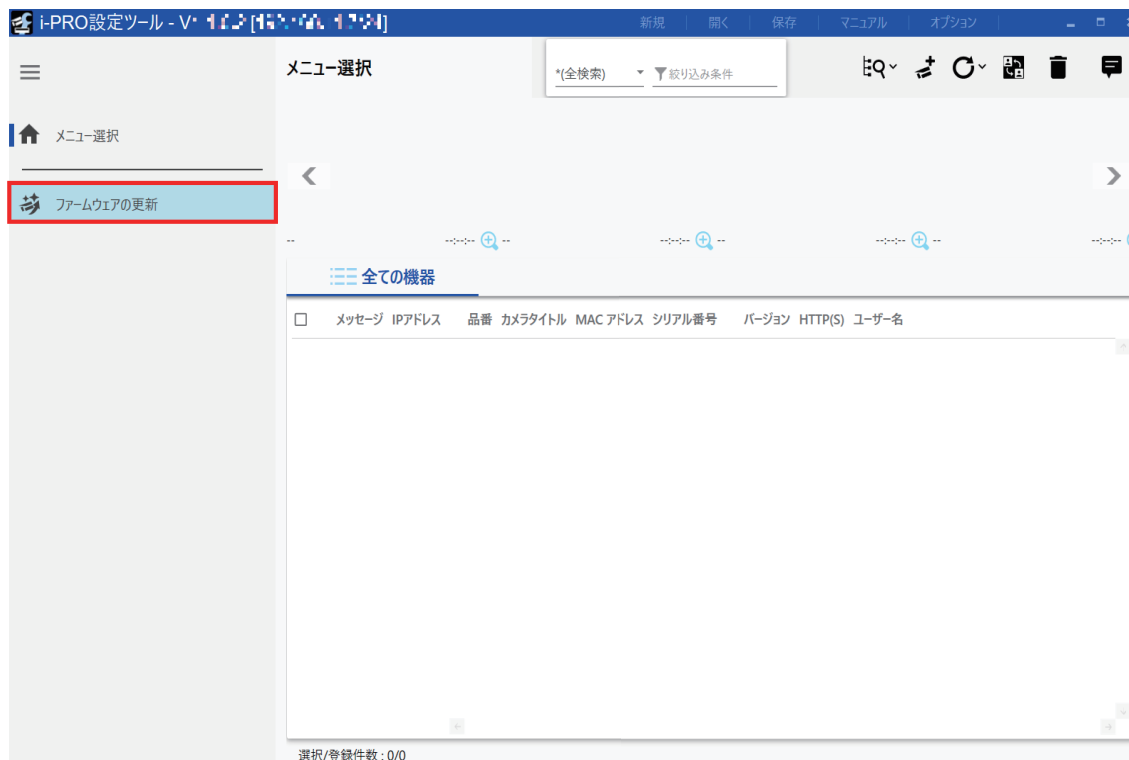 i-PRO設定ツール - V
新規 | 開く | 保存 | マニュアル | オプション |
メニュー選択
*(全検索) 絞り込み条件
メニュー選択
ファームウェアの更新
-- --:--:-- -- --:--:-- -- --:--:-- -- --:--:--
全ての機器
メッセージ IPアドレス 品番 カメラタイトル MAC アドレス シリアル番号 バージョン HTTP(S) ユーザー名
選択/登録件数 : 0/0